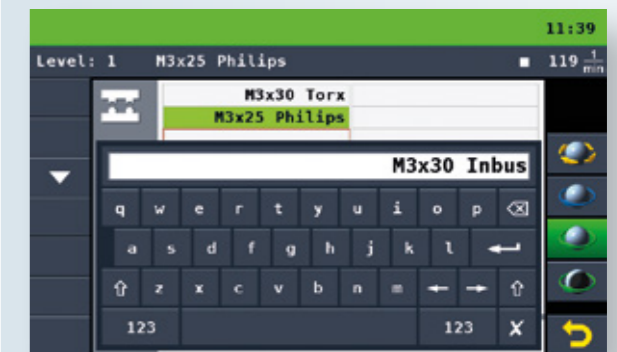 11:39
Level: 1 M3x25 Philips 119 1/min
M3x30 Torx
M3x25 Philips
M3x30 Inbus
q w e r t y u i o p
a s d f g h j k l
z x c v b n m
123 123 X